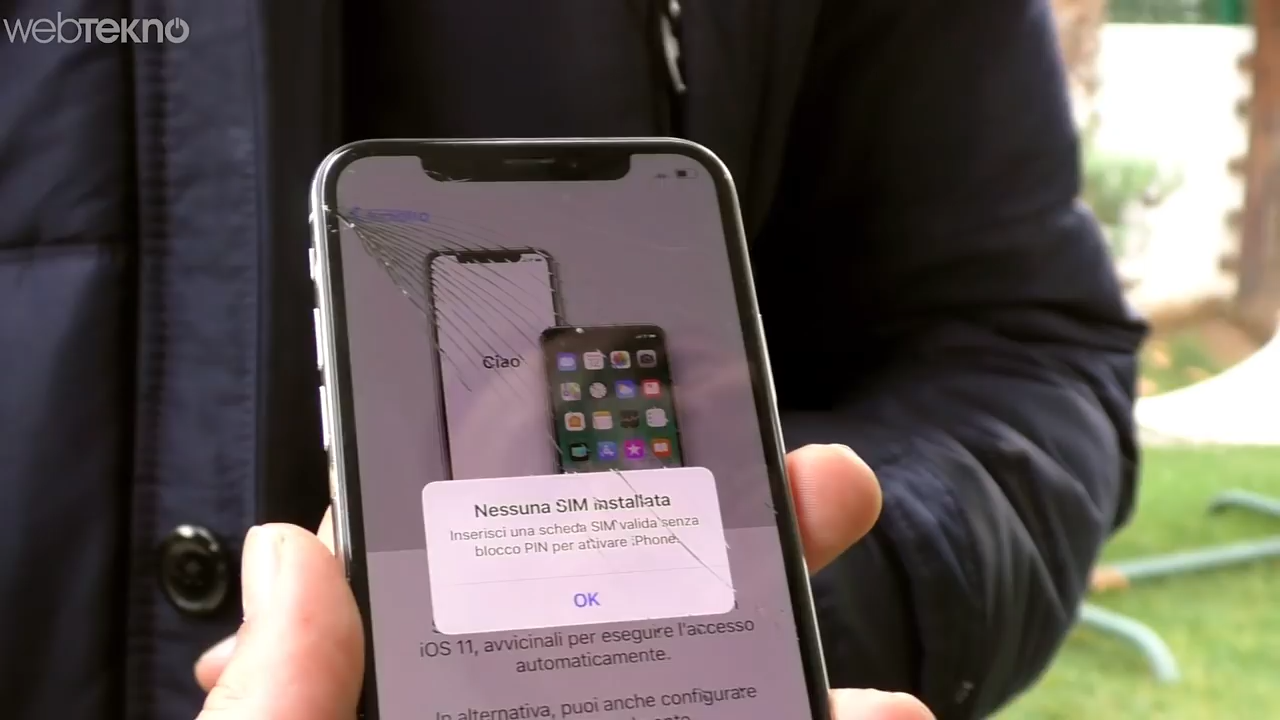 webtekno
Ciao
Nessuna SIM installata
Inserisci una scheda SIM valida senza
blocco PIN per attivare iPhone.
OK
iOS 11, avvicinali per eseguire l'accesso
automaticamente.
In alternativa, puoi anche configurare